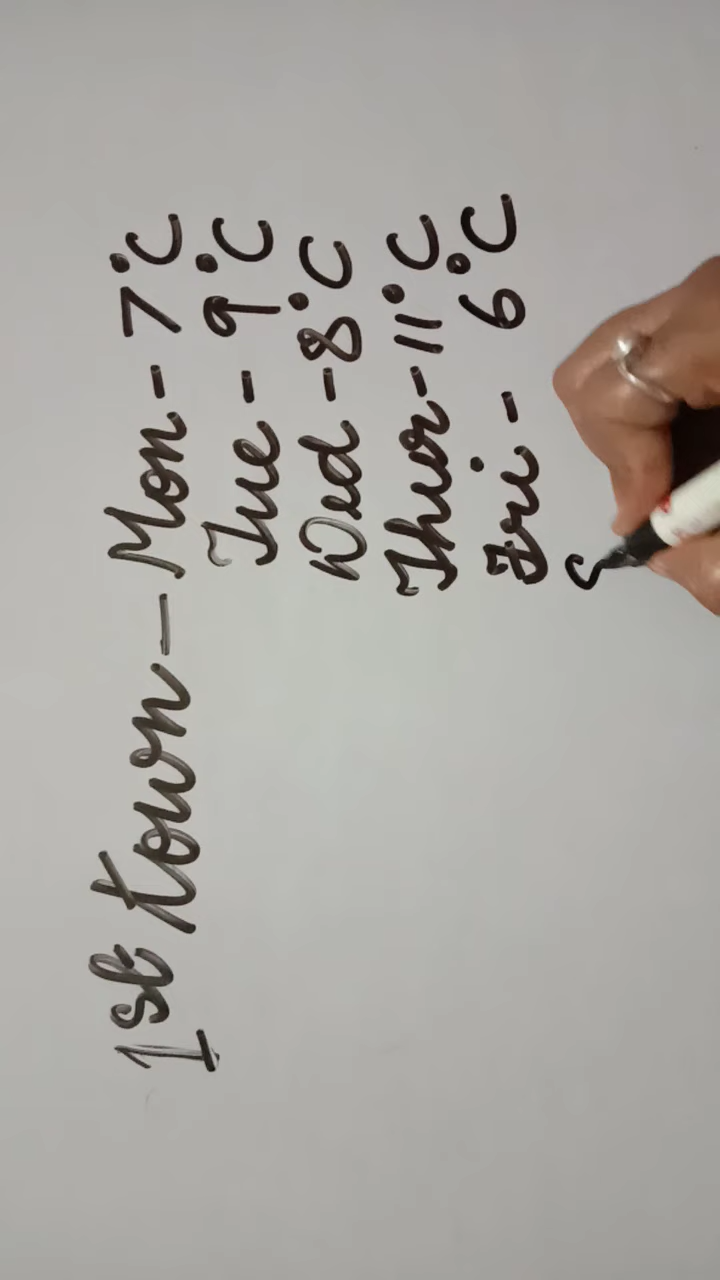 1st town - Mon - 7°C
Tue - 9°C
Wed - 8°C
Thur - 11°C
Fri - 6°C
S